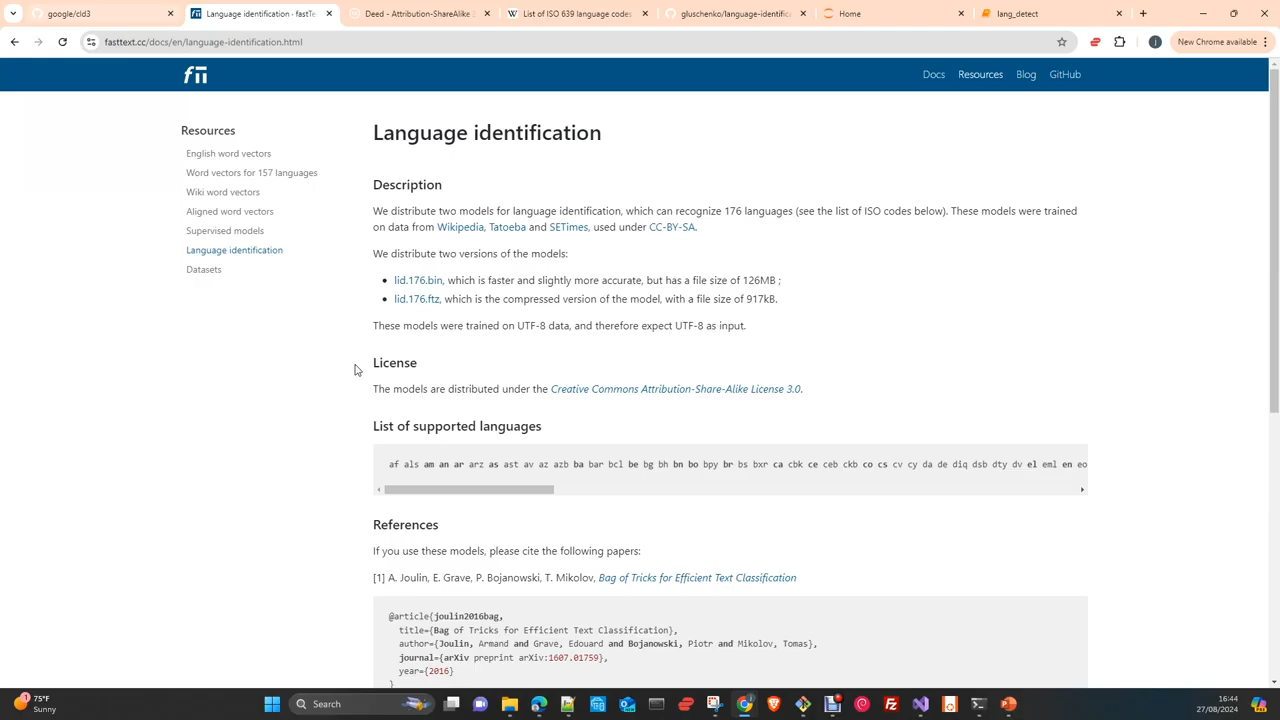 google/cld3
Language identification · fastTe
Deed - Attribution-ShareAlike
List of ISO 639 language codes
gluschenko/language-identific
Home
lang_detect
fasttext.cc/docs/en/language-identification.html
New Chrome available
Docs
Resources
Blog
GitHub
Resources
English word vectors
Word vectors for 157 languages
Wiki word vectors
Aligned word vectors
Supervised models
Language identification
Datasets
Language identification
Description
We distribute two models for language identification, which can recognize 176 languages (see the list of ISO codes below). These models were trained
on data from Wikipedia, Tatoeba and SETimes, used under CC-BY-SA.
We distribute two versions of the models:
lid.176.bin, which is faster and slightly more accurate, but has a file size of 126MB ;
lid.176.ftz, which is the compressed version of the model, with a file size of 917kB.
These models were trained on UTF-8 data, and therefore expect UTF-8 as input.
License
The models are distributed under the Creative Commons Attribution-Share-Alike License 3.0.
List of supported languages
af als am an ar arz as ast av az azb ba bar bcl be bg bh bn bo bpy br bs bxr ca cbk ce ceb ckb co cs cv cy da de diq dsb dty dv el eml en eo
References
If you use these models, please cite the following papers:
[1] A. Joulin, E. Grave, P. Bojanowski, T. Mikolov, Bag of Tricks for Efficient Text Classification
@article{joulin2016bag,
title={Bag of Tricks for Efficient Text Classification},
author={Joulin, Armand and Grave, Edouard and Bojanowski, Piotr and Mikolov, Tomas},
journal={arXiv preprint arXiv:1607.01759},
year={2016}
}
75°F
Sunny
Search
16:44
27/08/2024